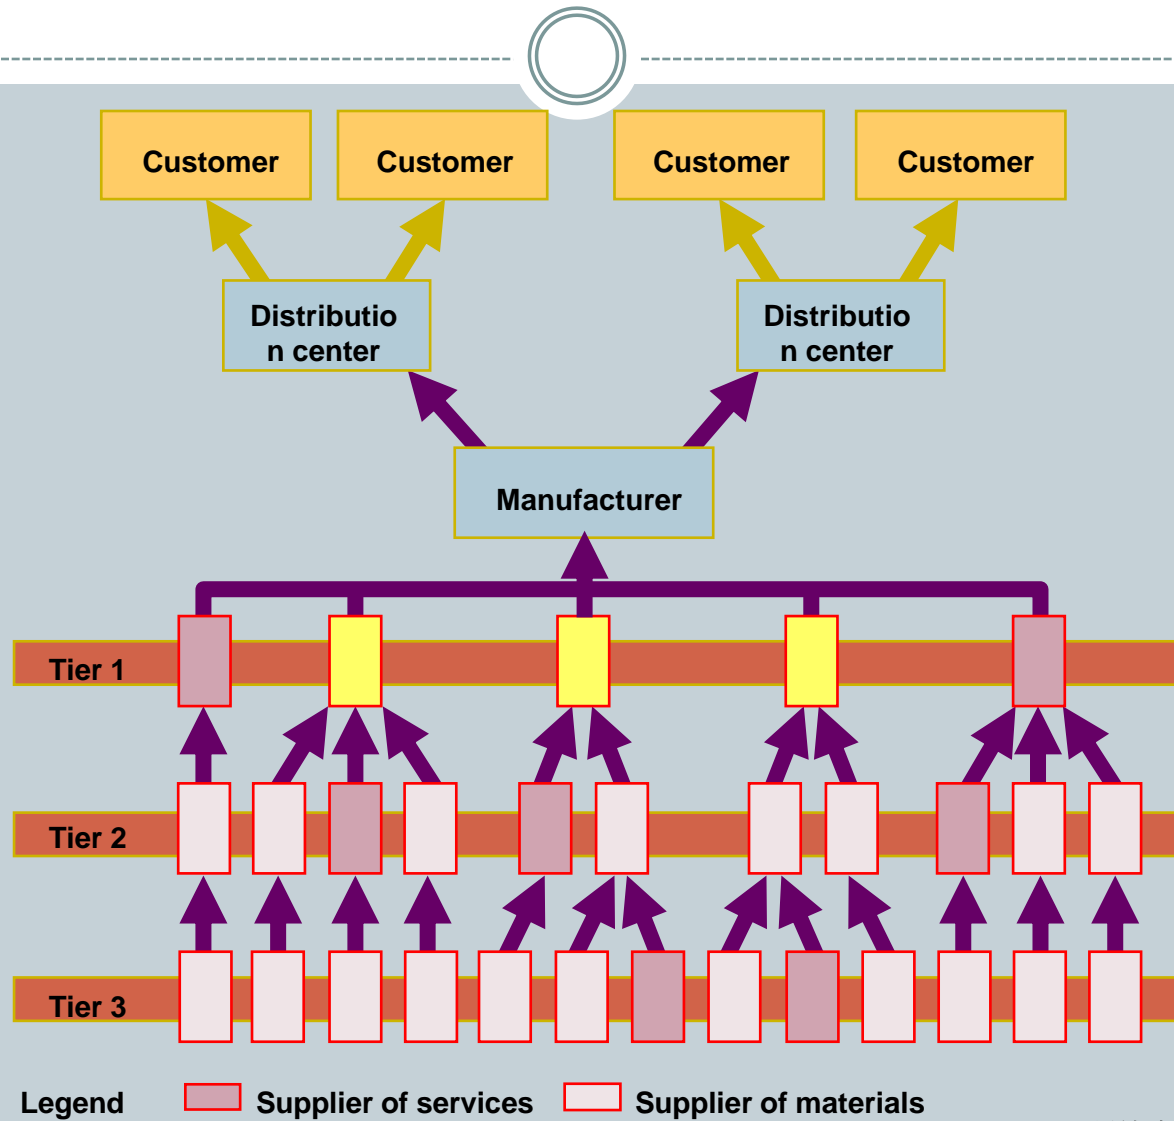 Customer
Customer
Customer
Customer
Distributio
n center
Distributio
n center
Manufacturer
Tier 1
Tier 2
Tier 3
Legend
Supplier of services
Supplier of materials